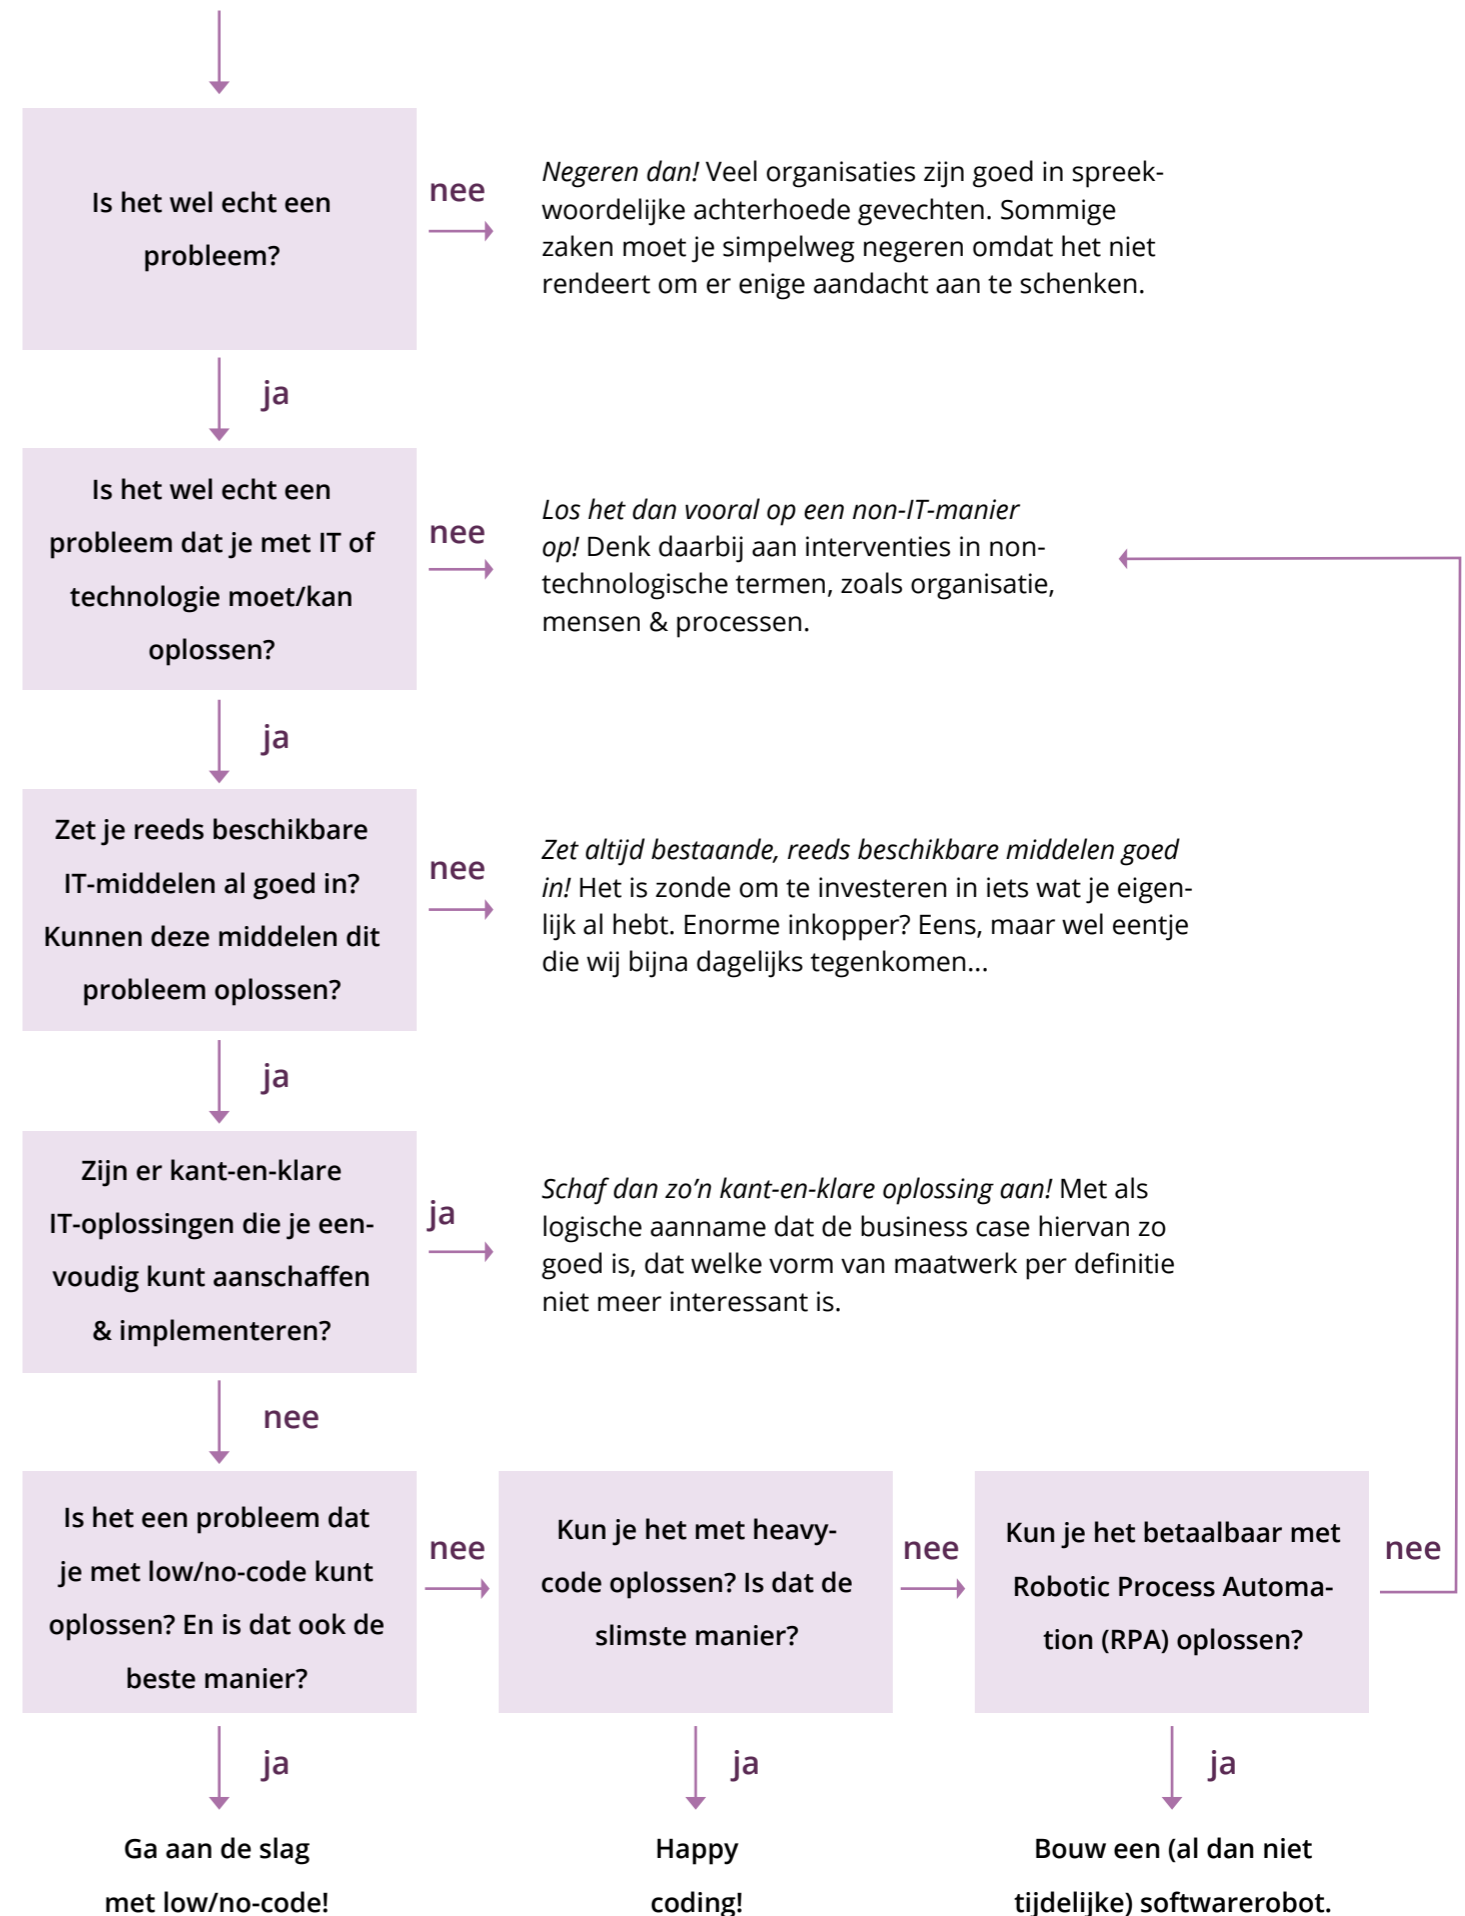 Is het wel echt een
probleem?
nee
Negeren dan! Veel organisaties zijn goed in spreek-
woordelijke achterhoede gevechten. Sommige
zaken moet je simpelweg negeren omdat het niet
rendeert om er enige aandacht aan te schenken.
ja
Is het wel echt een
probleem dat je met IT of
technologie moet/kan
oplossen?
nee
Los het dan vooral op een non-IT-manier
op! Denk daarbij aan interventies in non-
technologische termen, zoals organisatie,
mensen & processen.
ja
Zet je reeds beschikbare
IT-middelen al goed in?
Kunnen deze middelen dit
probleem oplossen?
nee
Zet altijd bestaande, reeds beschikbare middelen goed
in! Het is zonde om te investeren in iets wat je eigen-
lijk al hebt. Enorme inkopper? Eens, maar wel eentje
die wij bijna dagelijks tegenkomen...
ja
Zijn er kant-en-klare
IT-oplossingen die je een-
voudig kunt aanschaffen
& implementeren?
ja
Schaf dan zo'n kant-en-klare oplossing aan! Met als
logische aanname dat de business case hiervan zo
goed is, dat welke vorm van maatwerk per definitie
niet meer interessant is.
nee
Is het een probleem dat
je met low/no-code kunt
oplossen? En is dat ook de
beste manier?
nee
Kun je het met heavy-
code oplossen? Is dat de
slimste manier?
nee
Kun je het betaalbaar met
Robotic Process Automa-
tion (RPA) oplossen?
nee
ja
Ga aan de slag
met low/no-code!
ja
Happy
coding!
ja
Bouw een (al dan niet
tijdelijke) softwarerobot.